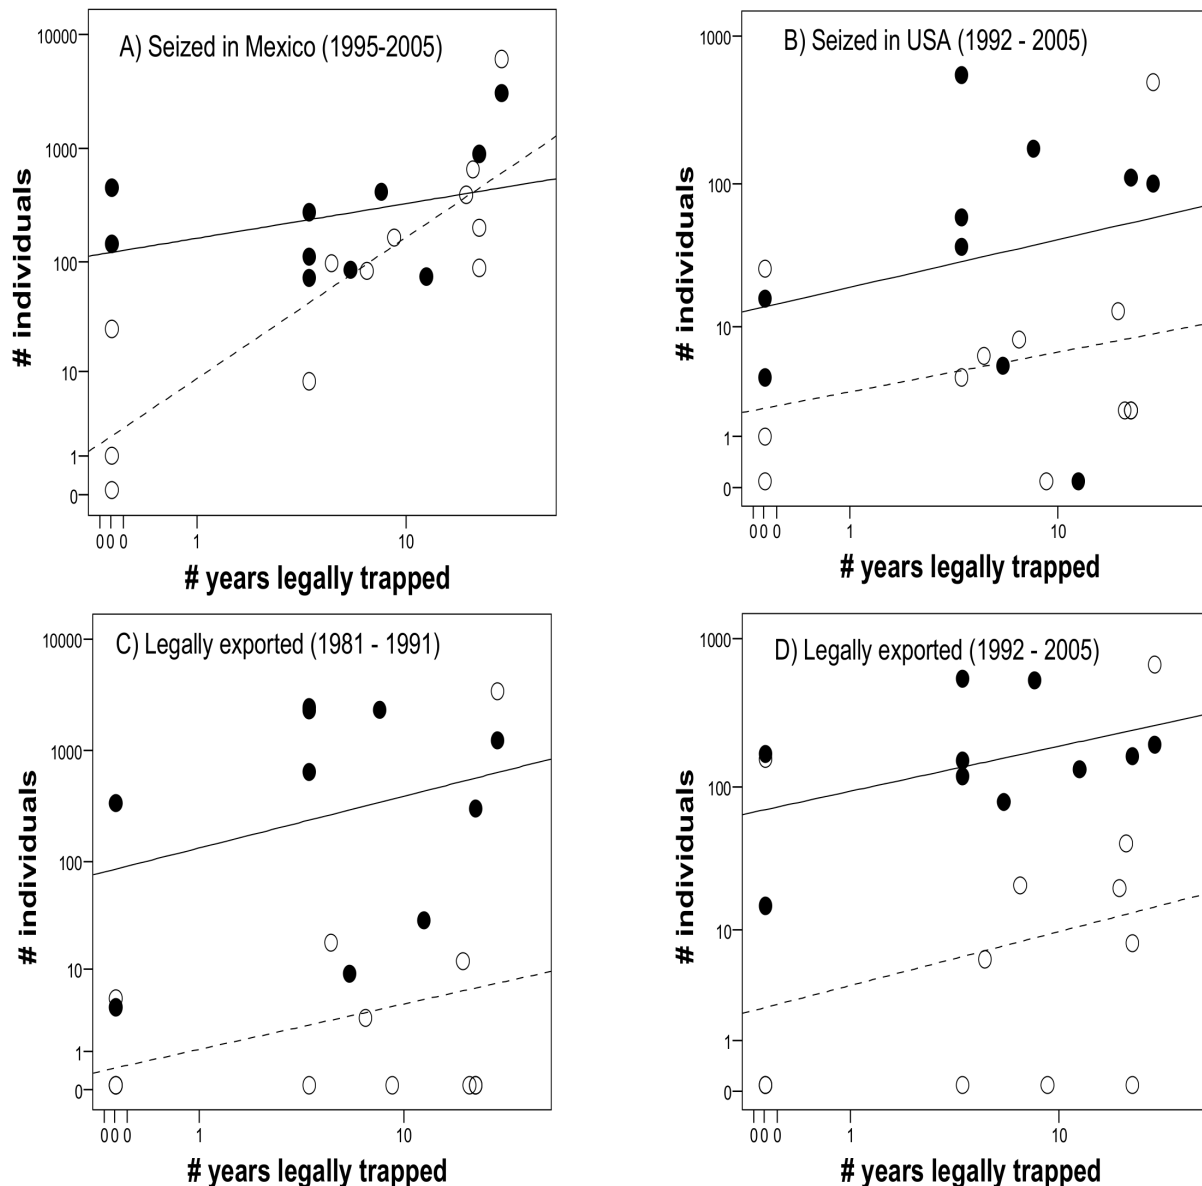 A) Seized in Mexico (1995-2005)
10000
1000
100
10
1
0
# individuals
0 0 0 1 10
# years legally trapped
B) Seized in USA (1992 - 2005)
1000
100
10
1
0
# individuals
0 0 0 1 10
# years legally trapped
C) Legally exported (1981 - 1991)
10000
1000
100
10
1
0
# individuals
0 0 0 1 10
# years legally trapped
D) Legally exported (1992 - 2005)
1000
100
10
1
0
# individuals
0 0 0 1 10
# years legally trapped